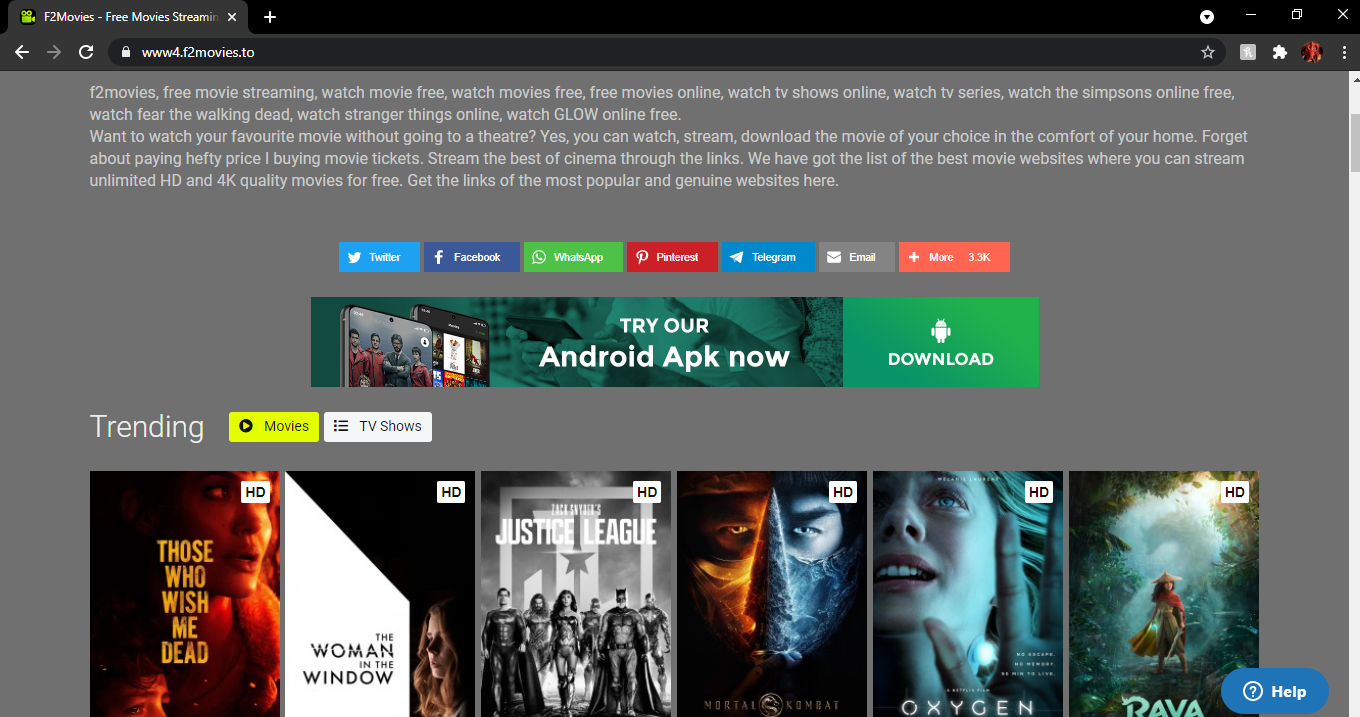 F2Movies - Free Movies Streamin
www4.f2movies.to
f2movies, free movie streaming, watch movie free, watch movies free, free movies online, watch tv shows online, watch tv series, watch the simpsons online free,
watch fear the walking dead, watch stranger things online, watch GLOW online free.
Want to watch your favourite movie without going to a theatre? Yes, you can watch, stream, download the movie of your choice in the comfort of your home. Forget
about paying hefty price I buying movie tickets. Stream the best of cinema through the links. We have got the list of the best movie websites where you can stream
unlimited HD and 4K quality movies for free. Get the links of the most popular and genuine websites here.
Twitter Facebook WhatsApp Pinterest Telegram Email More 3.3K
TRY OUR
Android Apk now
DOWNLOAD
Trending Movies TV Shows
HD HD HD HD HD HD
THOSE
WHO
WISH
ME
DEAD
THE
WOMAN
IN THE
WINDOW
ZACK SNYDER'S
JUSTICE LEAGUE
MORTAL KOMBAT
MÉLANIE LAURENT
NO ESCAPE.
NO MEMORY.
90 MIN TO LIVE.
A NETFLIX FILM
OXYGEN
RAYA
Help